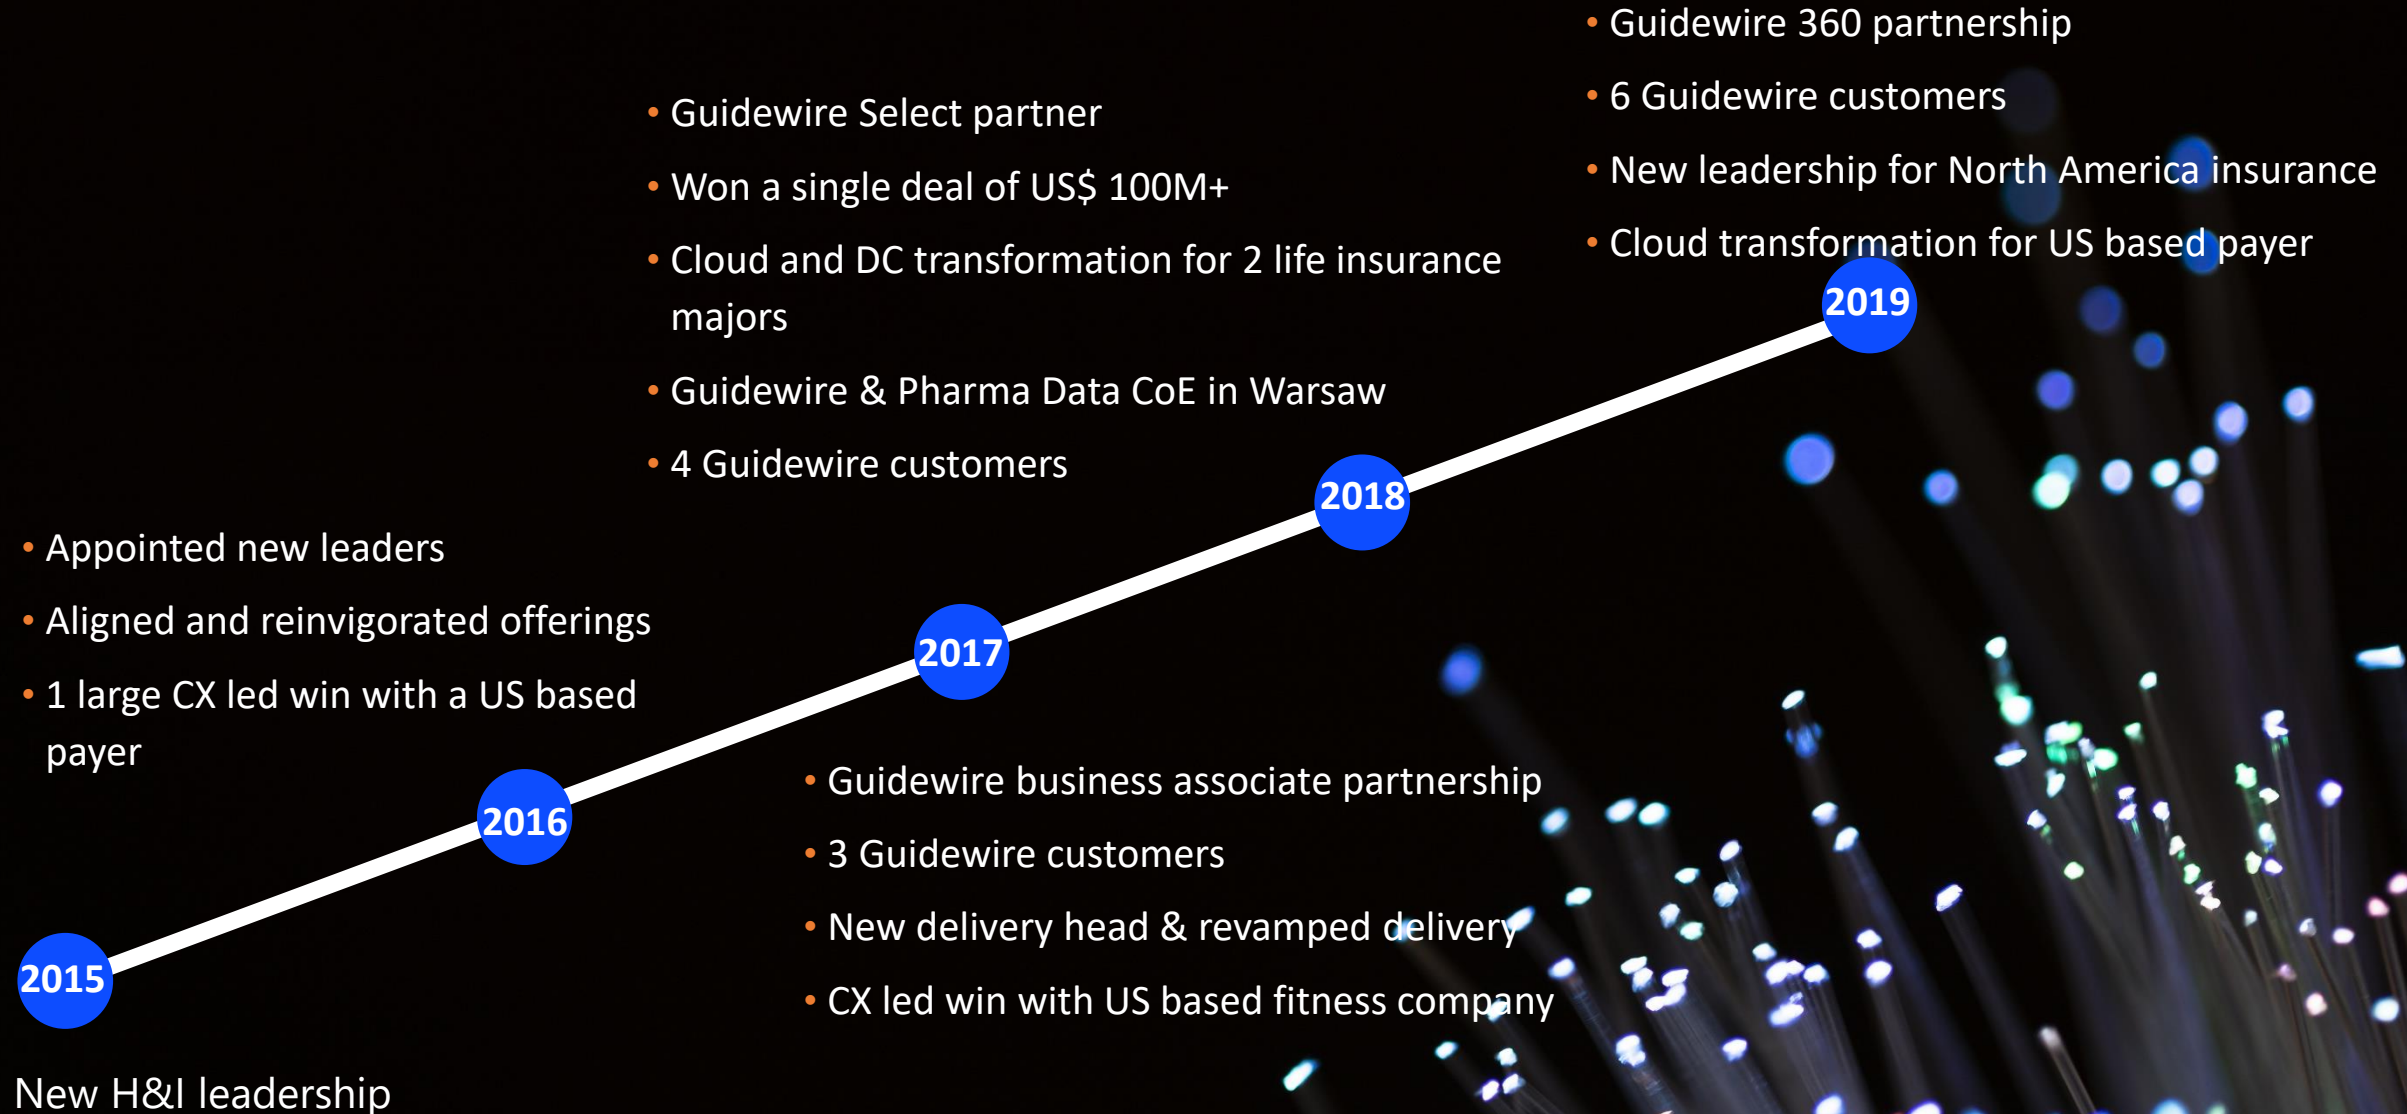 • Guidewire 360 partnership
• 6 Guidewire customers
• New leadership for North America insurance
• Cloud transformation for US based payer
2019
• Guidewire Select partner
• Won a single deal of US$ 100M+
• Cloud and DC transformation for 2 life insurance
majors
• Guidewire & Pharma Data CoE in Warsaw
• 4 Guidewire customers
2018
2017
• Appointed new leaders
• Aligned and reinvigorated offerings
• 1 large CX led win with a US based
payer
2016
• Guidewire business associate partnership
• 3 Guidewire customers
• New delivery head & revamped delivery
• CX led win with US based fitness company
2015
New H&I leadership